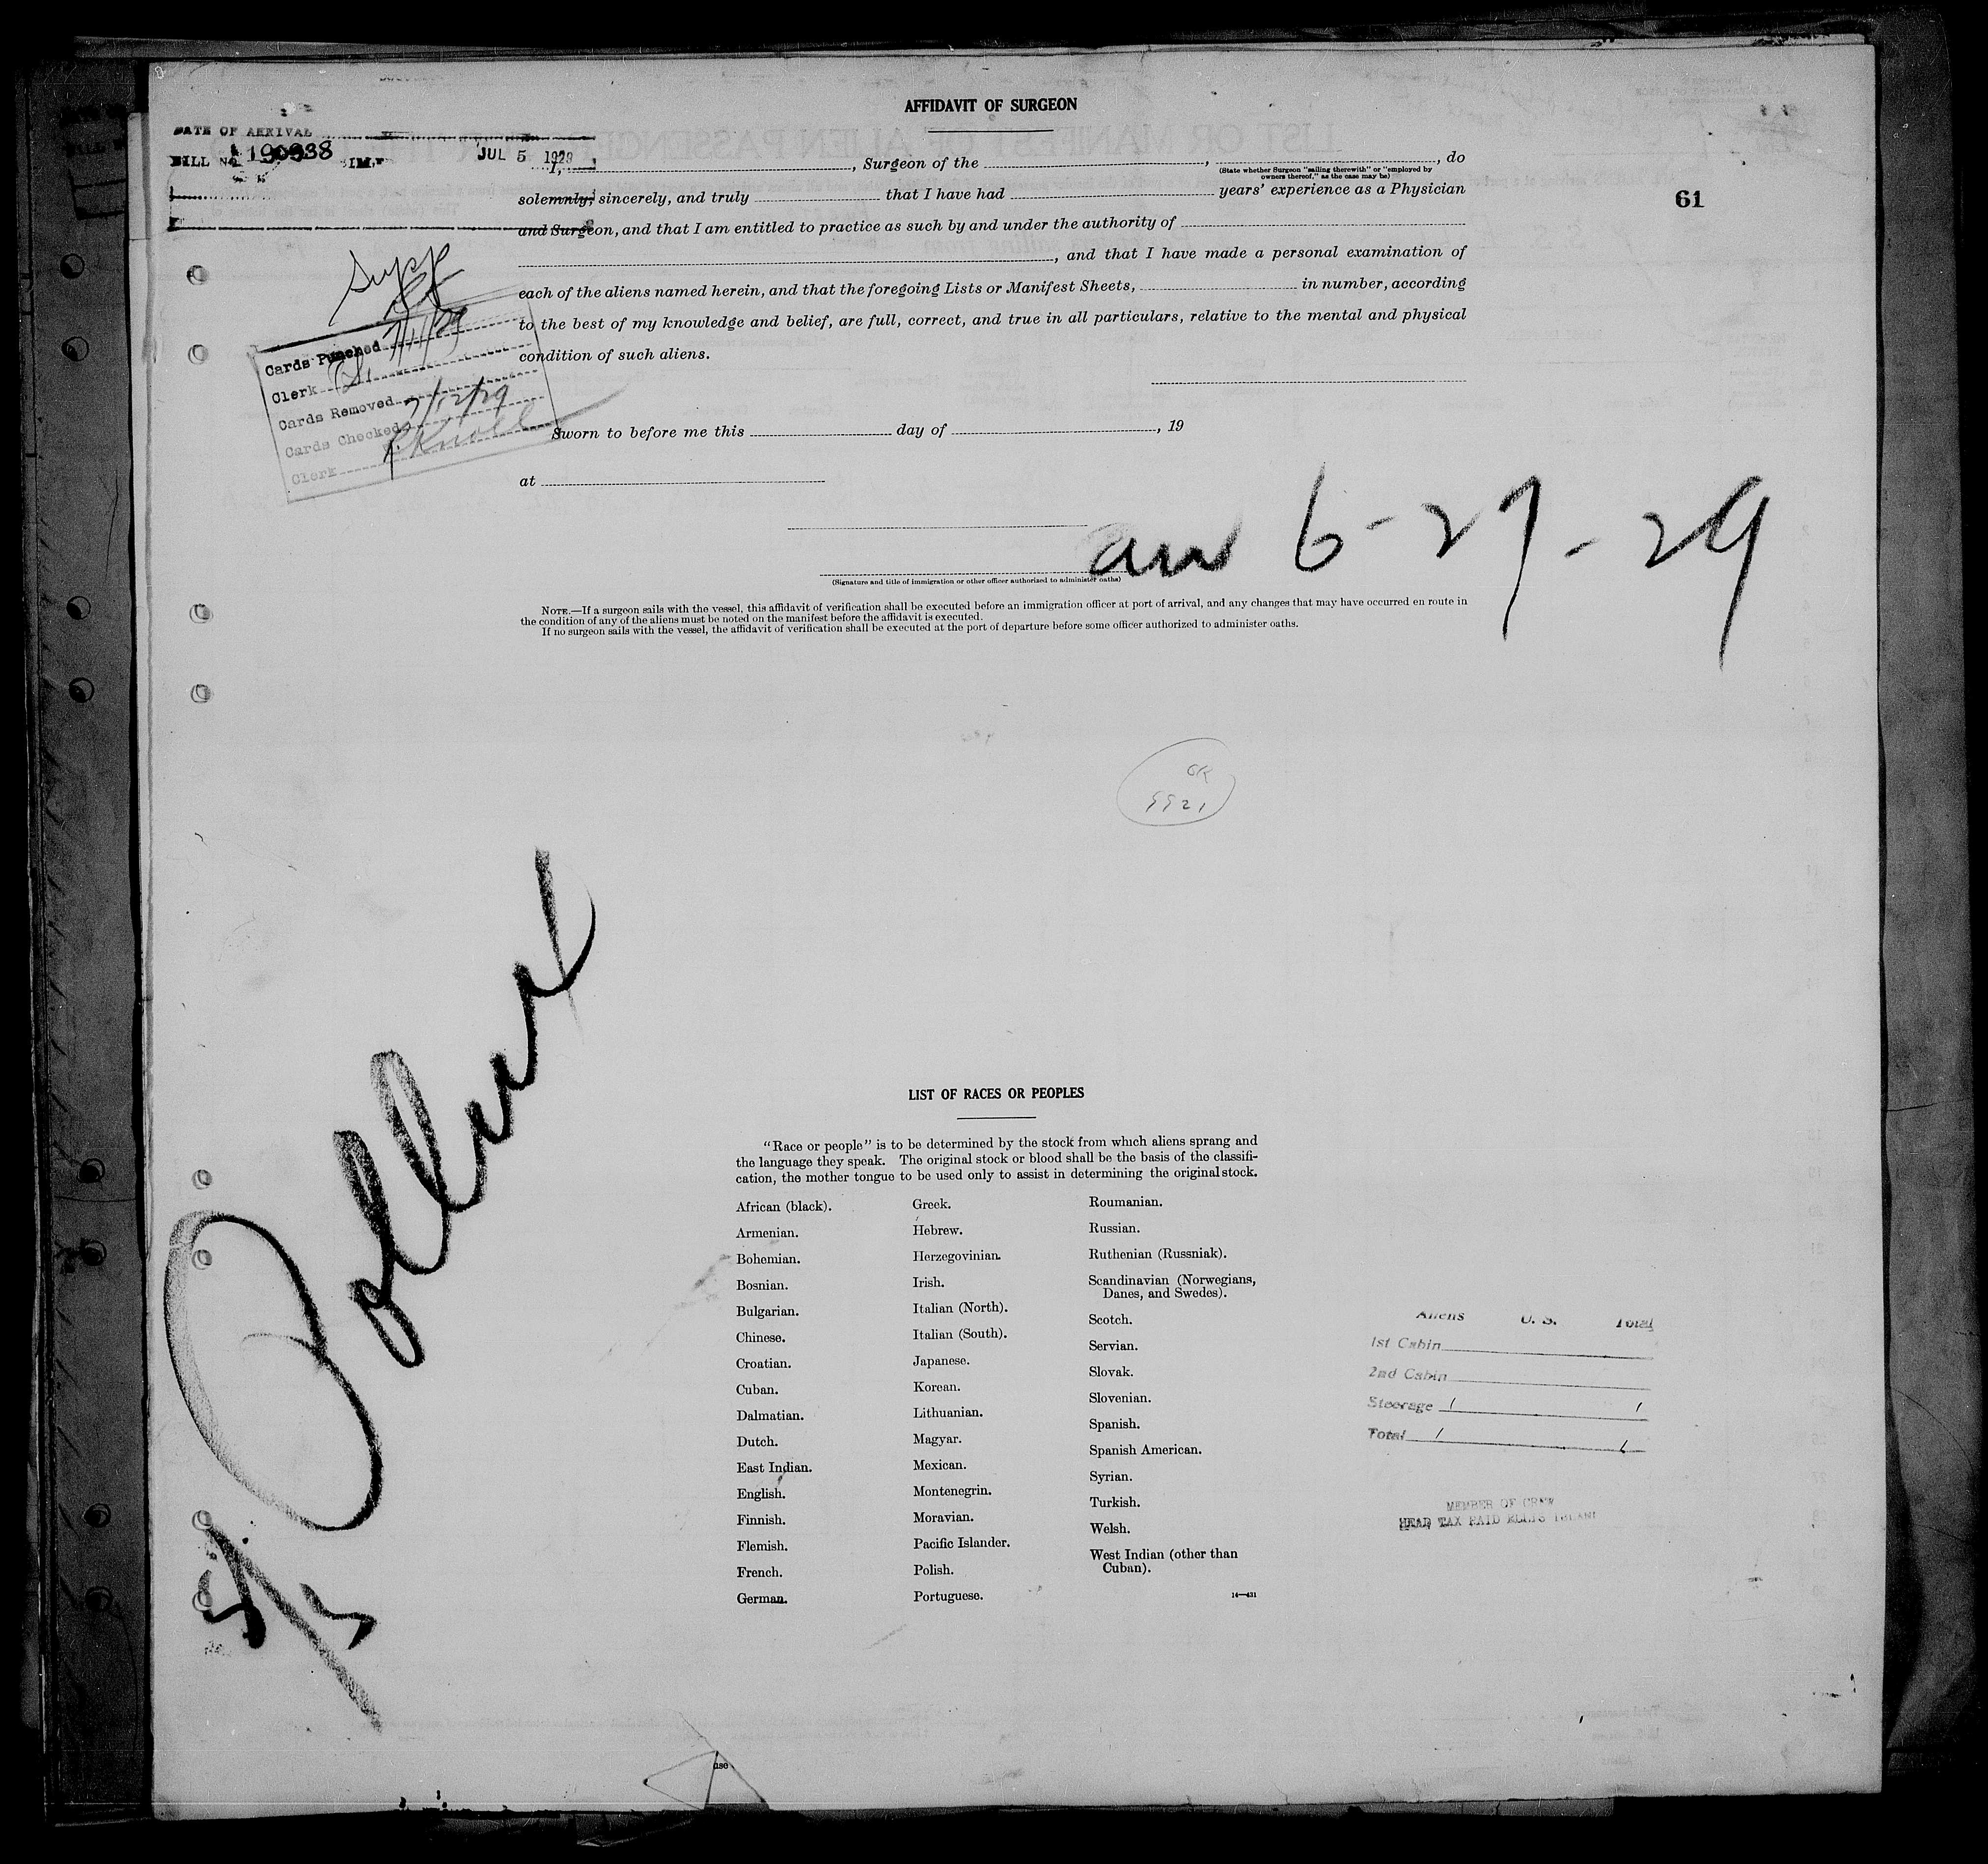 AFFIDAVIT OF SURGEON
DATE OF ARRIVAL
BILL NO. 190938
JUL 5 1929
61
I, , Surgeon of the , , do
(State whether Surgeon "sailing therewith" or "employed by
owners thereof," as the case may be)
solemnly, sincerely, and truly that I have had years' experience as a Physician
and Surgeon, and that I am entitled to practice as such by and under the authority of
, and that I have made a personal examination of
each of the aliens named herein, and that the foregoing Lists or Manifest Sheets, in number, according
to the best of my knowledge and belief, are full, correct, and true in all particulars, relative to the mental and physical
condition of such aliens.
Supp
Cards Punched 7/11/29
Clerk
Cards Removed 7/12/29
Cards Checked
Clerk
Sworn to before me this day of , 19
at
6-27-29
(Signature and title of immigration or other officer authorized to administer oaths)
NOTE.—If a surgeon sails with the vessel, this affidavit of verification shall be executed before an immigration officer at port of arrival, and any changes that may have occurred en route in
the condition of any of the aliens must be noted on the manifest before the affidavit is executed.
If no surgeon sails with the vessel, the affidavit of verification shall be executed at the port of departure before some officer authorized to administer oaths.
OK
5521
LIST OF RACES OR PEOPLES
"Race or people" is to be determined by the stock from which aliens sprang and
the language they speak. The original stock or blood shall be the basis of the classifi-
cation, the mother tongue to be used only to assist in determining the original stock.
African (black).
Armenian.
Bohemian.
Bosnian.
Bulgarian.
Chinese.
Croatian.
Cuban.
Dalmatian.
Dutch.
East Indian.
English.
Finnish.
Flemish.
French.
German.
Greek.
Hebrew.
Herzegovinian.
Irish.
Italian (North).
Italian (South).
Japanese.
Korean.
Lithuanian.
Magyar.
Mexican.
Montenegrin.
Moravian.
Pacific Islander.
Polish.
Portuguese.
Roumanian.
Russian.
Ruthenian (Russniak).
Scandinavian (Norwegians,
Danes, and Swedes).
Scotch.
Servian.
Slovak.
Slovenian.
Spanish.
Spanish American.
Syrian.
Turkish.
Welsh.
West Indian (other than
Cuban).
14—431
Aliens U. S. Total
1st Cabin
2nd Cabin
Steerage 1 1
Total 1 1
MEMBER OF CREW
HEAD TAX PAID ELLIS ISLAND